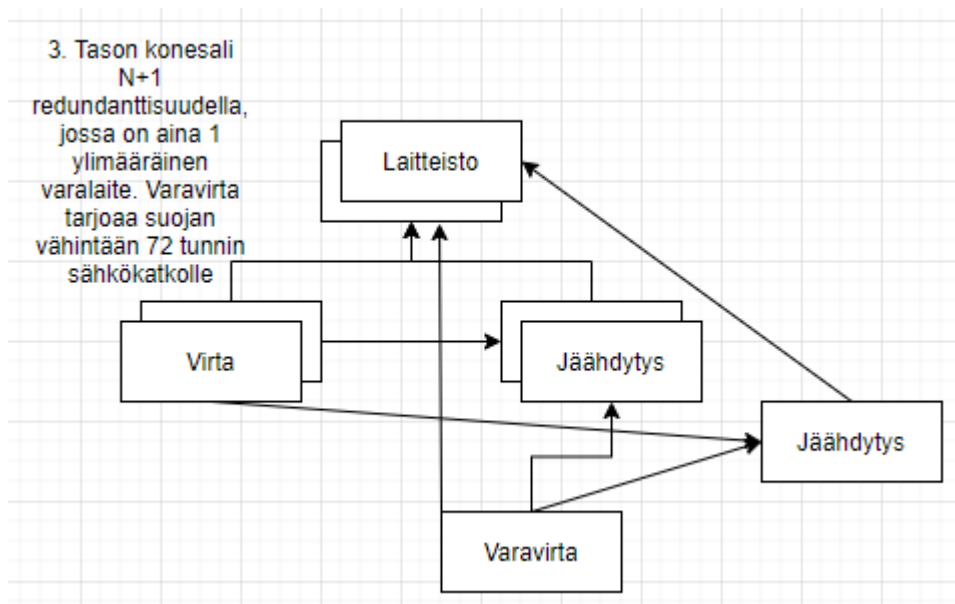 3. Tason konesali
N+1
redundanttisuudella,
jossa on aina 1
ylimääräinen
varalaite. Varavirta
tarjoaa suojan
vähintään 72 tunnin
sähkökatkolle
Laitteisto
Virta
Jäähdytys
Jäähdytys
Varavirta